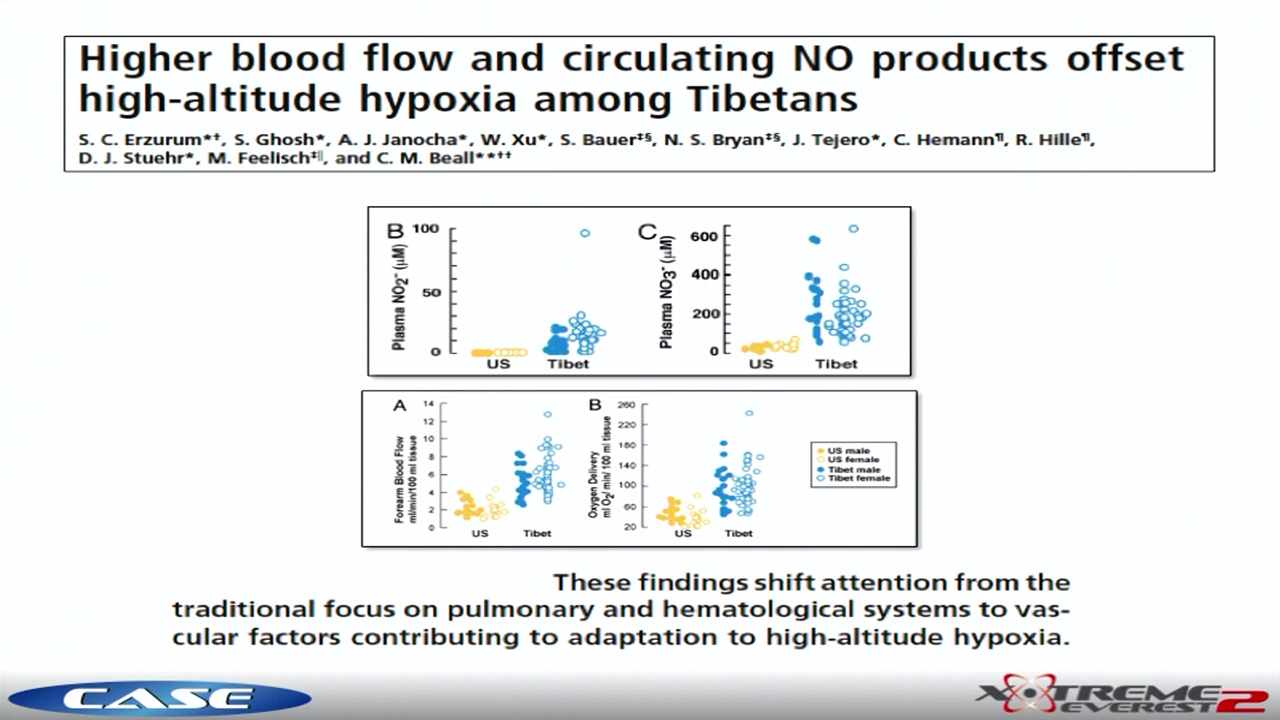 Higher blood flow and circulating NO products offset
high-altitude hypoxia among Tibetans
S. C. Erzurum*†, S. Ghosh*, A. J. Janocha*, W. Xu*, S. Bauer‡§, N. S. Bryan‡§, J. Tejero*, C. Hemann¶, R. Hille¶,
D. J. Stuehr*, M. Feelisch‡‖, and C. M. Beall**††
B
Plasma NO2- (µM)
100
50
0
US Tibet
C
Plasma NO3- (µM)
600
400
200
0
US Tibet
A
Forearm Blood Flow
ml/min/100 ml tissue
14
12
10
8
6
4
2
0
US Tibet
B
Oxygen Delivery
ml O2/ min/ 100 ml tissue
260
220
140
100
60
20
US Tibet
US male
US female
Tibet male
Tibet female
These findings shift attention from the
traditional focus on pulmonary and hematological systems to vas-
cular factors contributing to adaptation to high-altitude hypoxia.
CASE
XTREME
EVEREST 2